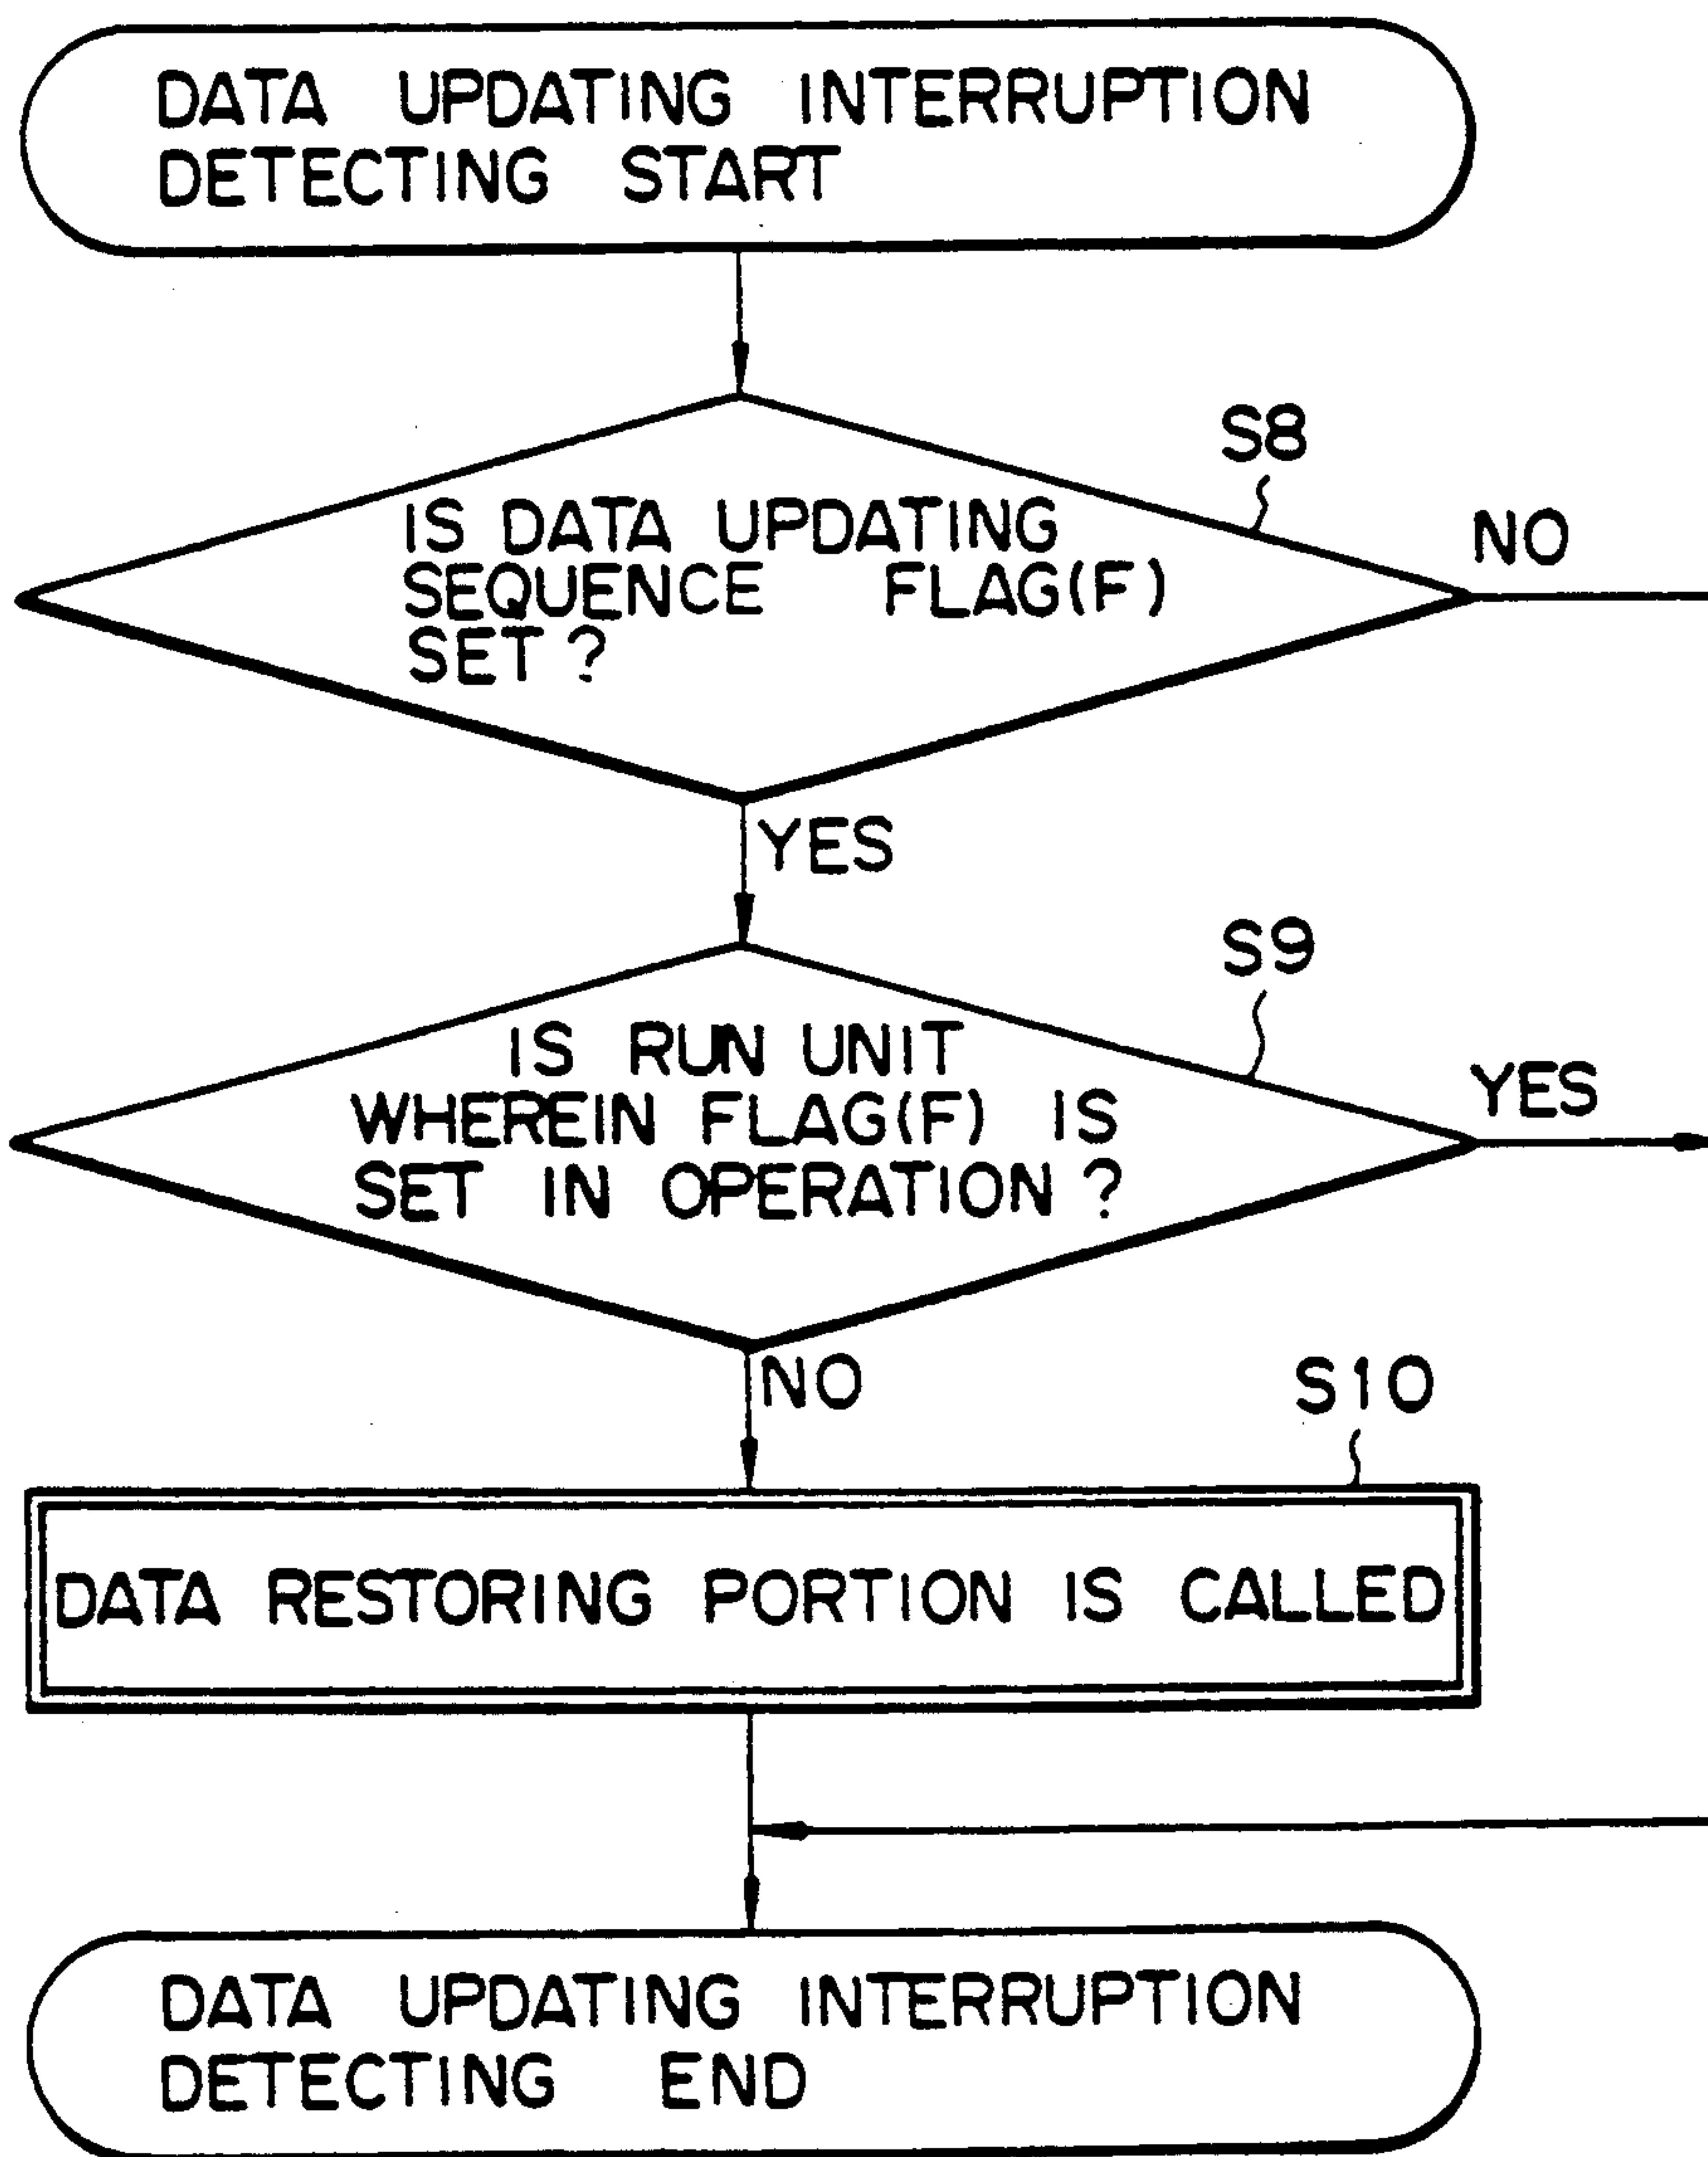 DATA UPDATING INTERRUPTION
DETECTING START
S8
IS DATA UPDATING
SEQUENCE FLAG(F)
SET ?
NO
YES
S9
IS RUN UNIT
WHEREIN FLAG(F) IS
SET IN OPERATION ?
YES
NO
S10
DATA RESTORING PORTION IS CALLED
DATA UPDATING INTERRUPTION
DETECTING END